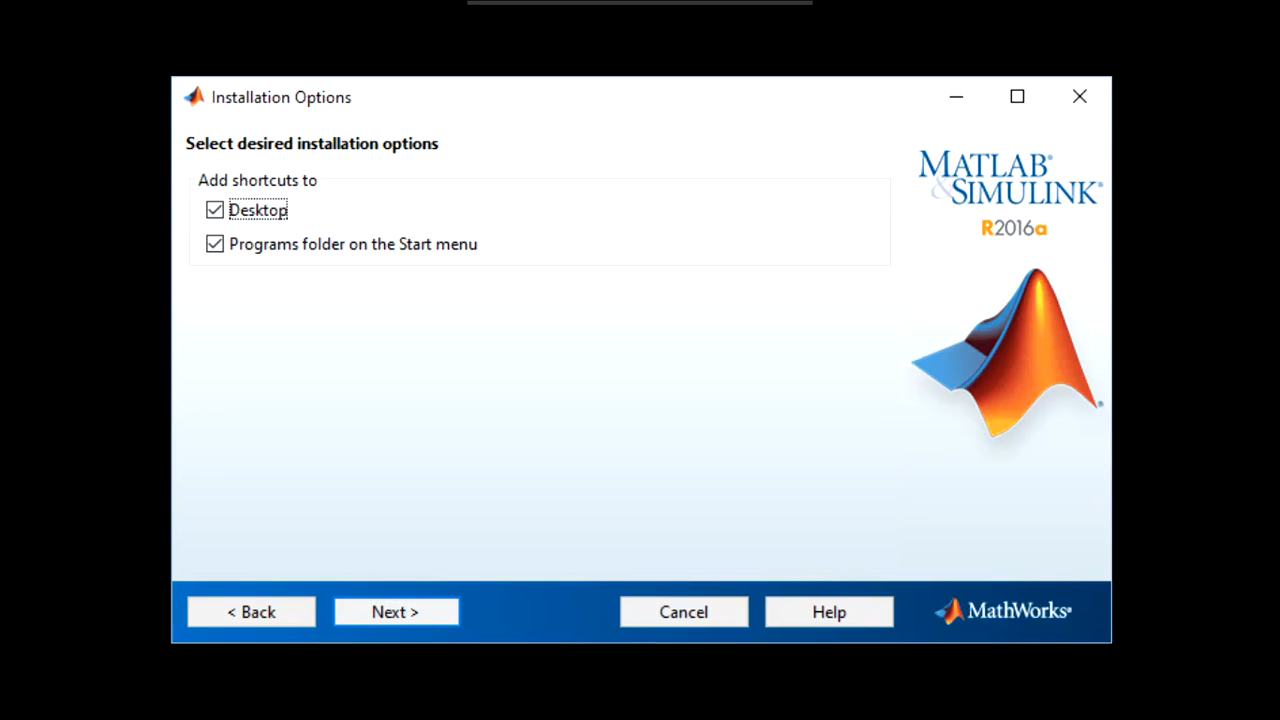 Installation Options
Select desired installation options
Add shortcuts to
Desktop
Programs folder on the Start menu
MATLAB®
&SIMULINK®
R2016a
®
< Back
Next >
Cancel
Help
MathWorks®